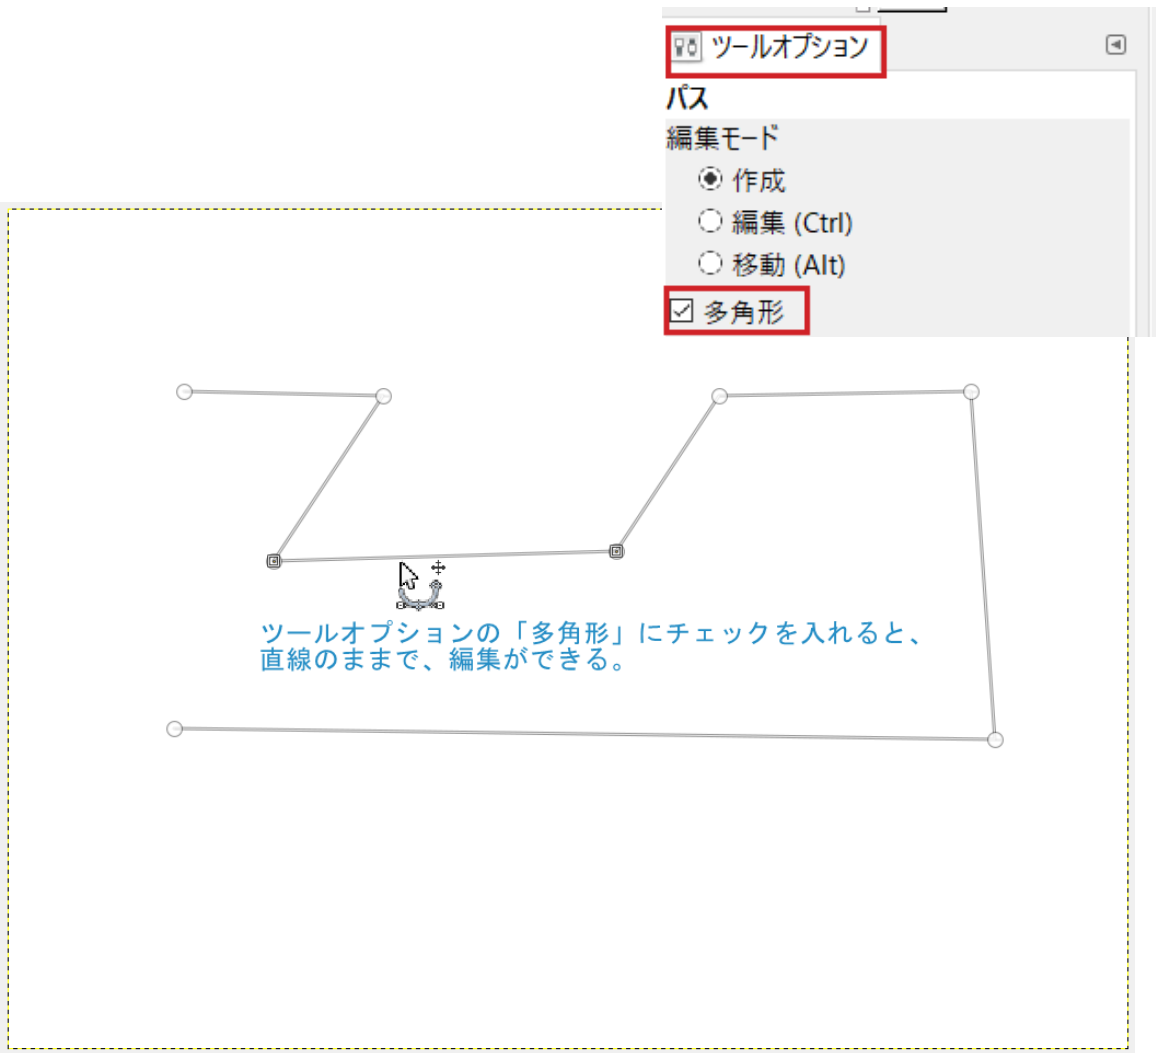 ツールオプション
パス
編集モード
作成
編集 (Ctrl)
移動 (Alt)
多角形
ツールオプションの「多角形」にチェックを入れると、
直線のままで、編集ができる。